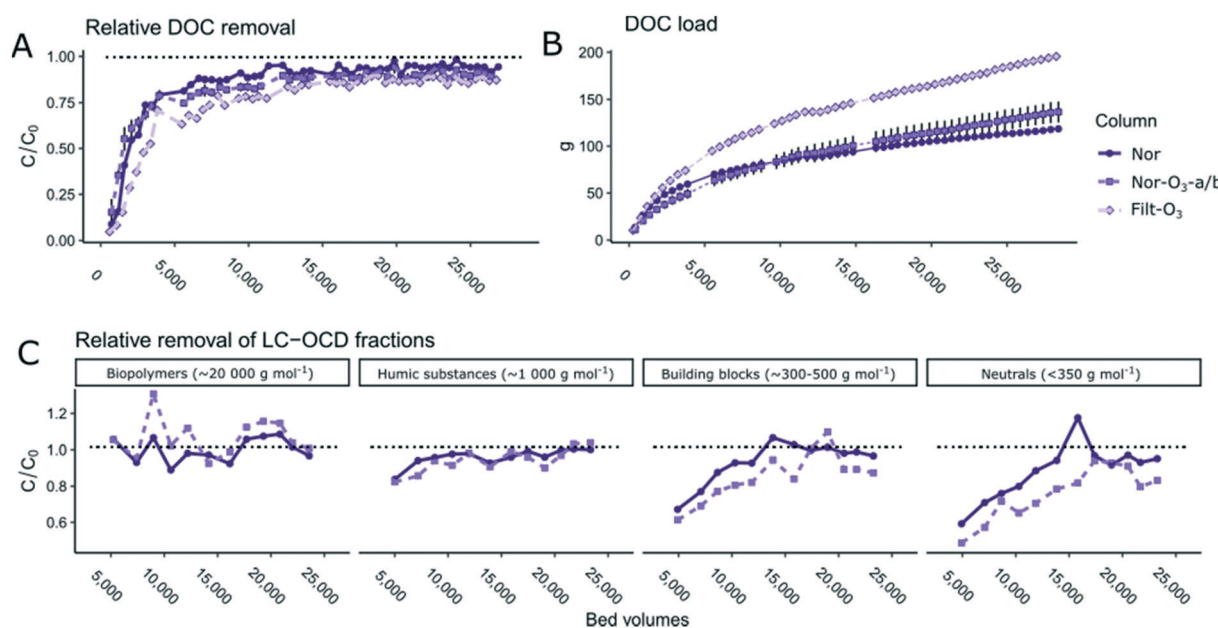 A
Relative DOC removal
C/C₀
1.00
0.75
0.50
0.25
0.00
0
5,000
10,000
15,000
20,000
25,000
B
DOC load
g
200
150
100
50
0
0
5,000
10,000
15,000
20,000
25,000
Column
Nor
Nor-O₃-a/b
Filt-O₃
C
Relative removal of LC−OCD fractions
Biopolymers (~20 000 g mol⁻¹)
Humic substances (~1 000 g mol⁻¹)
Building blocks (~300-500 g mol⁻¹)
Neutrals (<350 g mol⁻¹)
C/C₀
1.2
1.0
0.8
0.6
5,000
10,000
15,000
20,000
25,000
5,000
10,000
15,000
20,000
25,000
5,000
10,000
15,000
20,000
25,000
5,000
10,000
15,000
20,000
25,000
Bed volumes